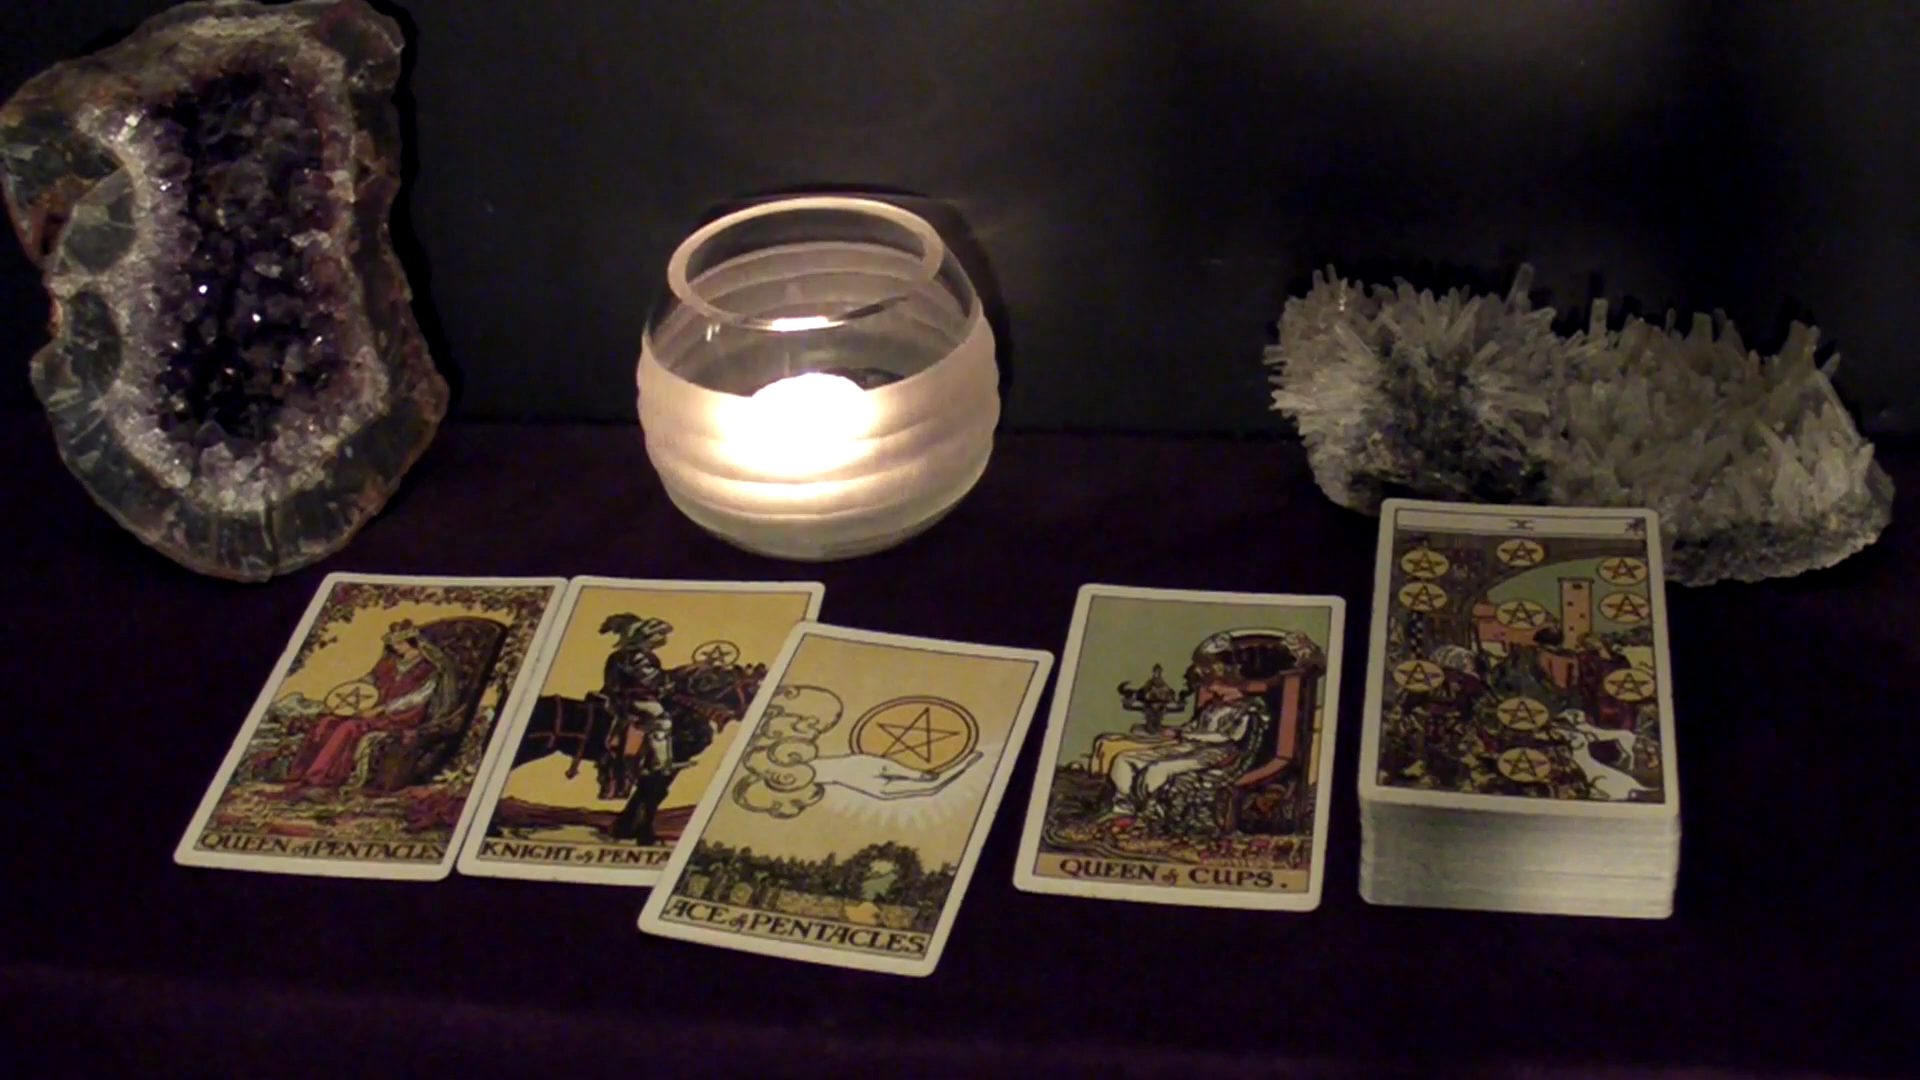 QUEEN of PENTACLES
KNIGHT of PENTA
ACE of PENTACLES
QUEEN of CUPS.
X